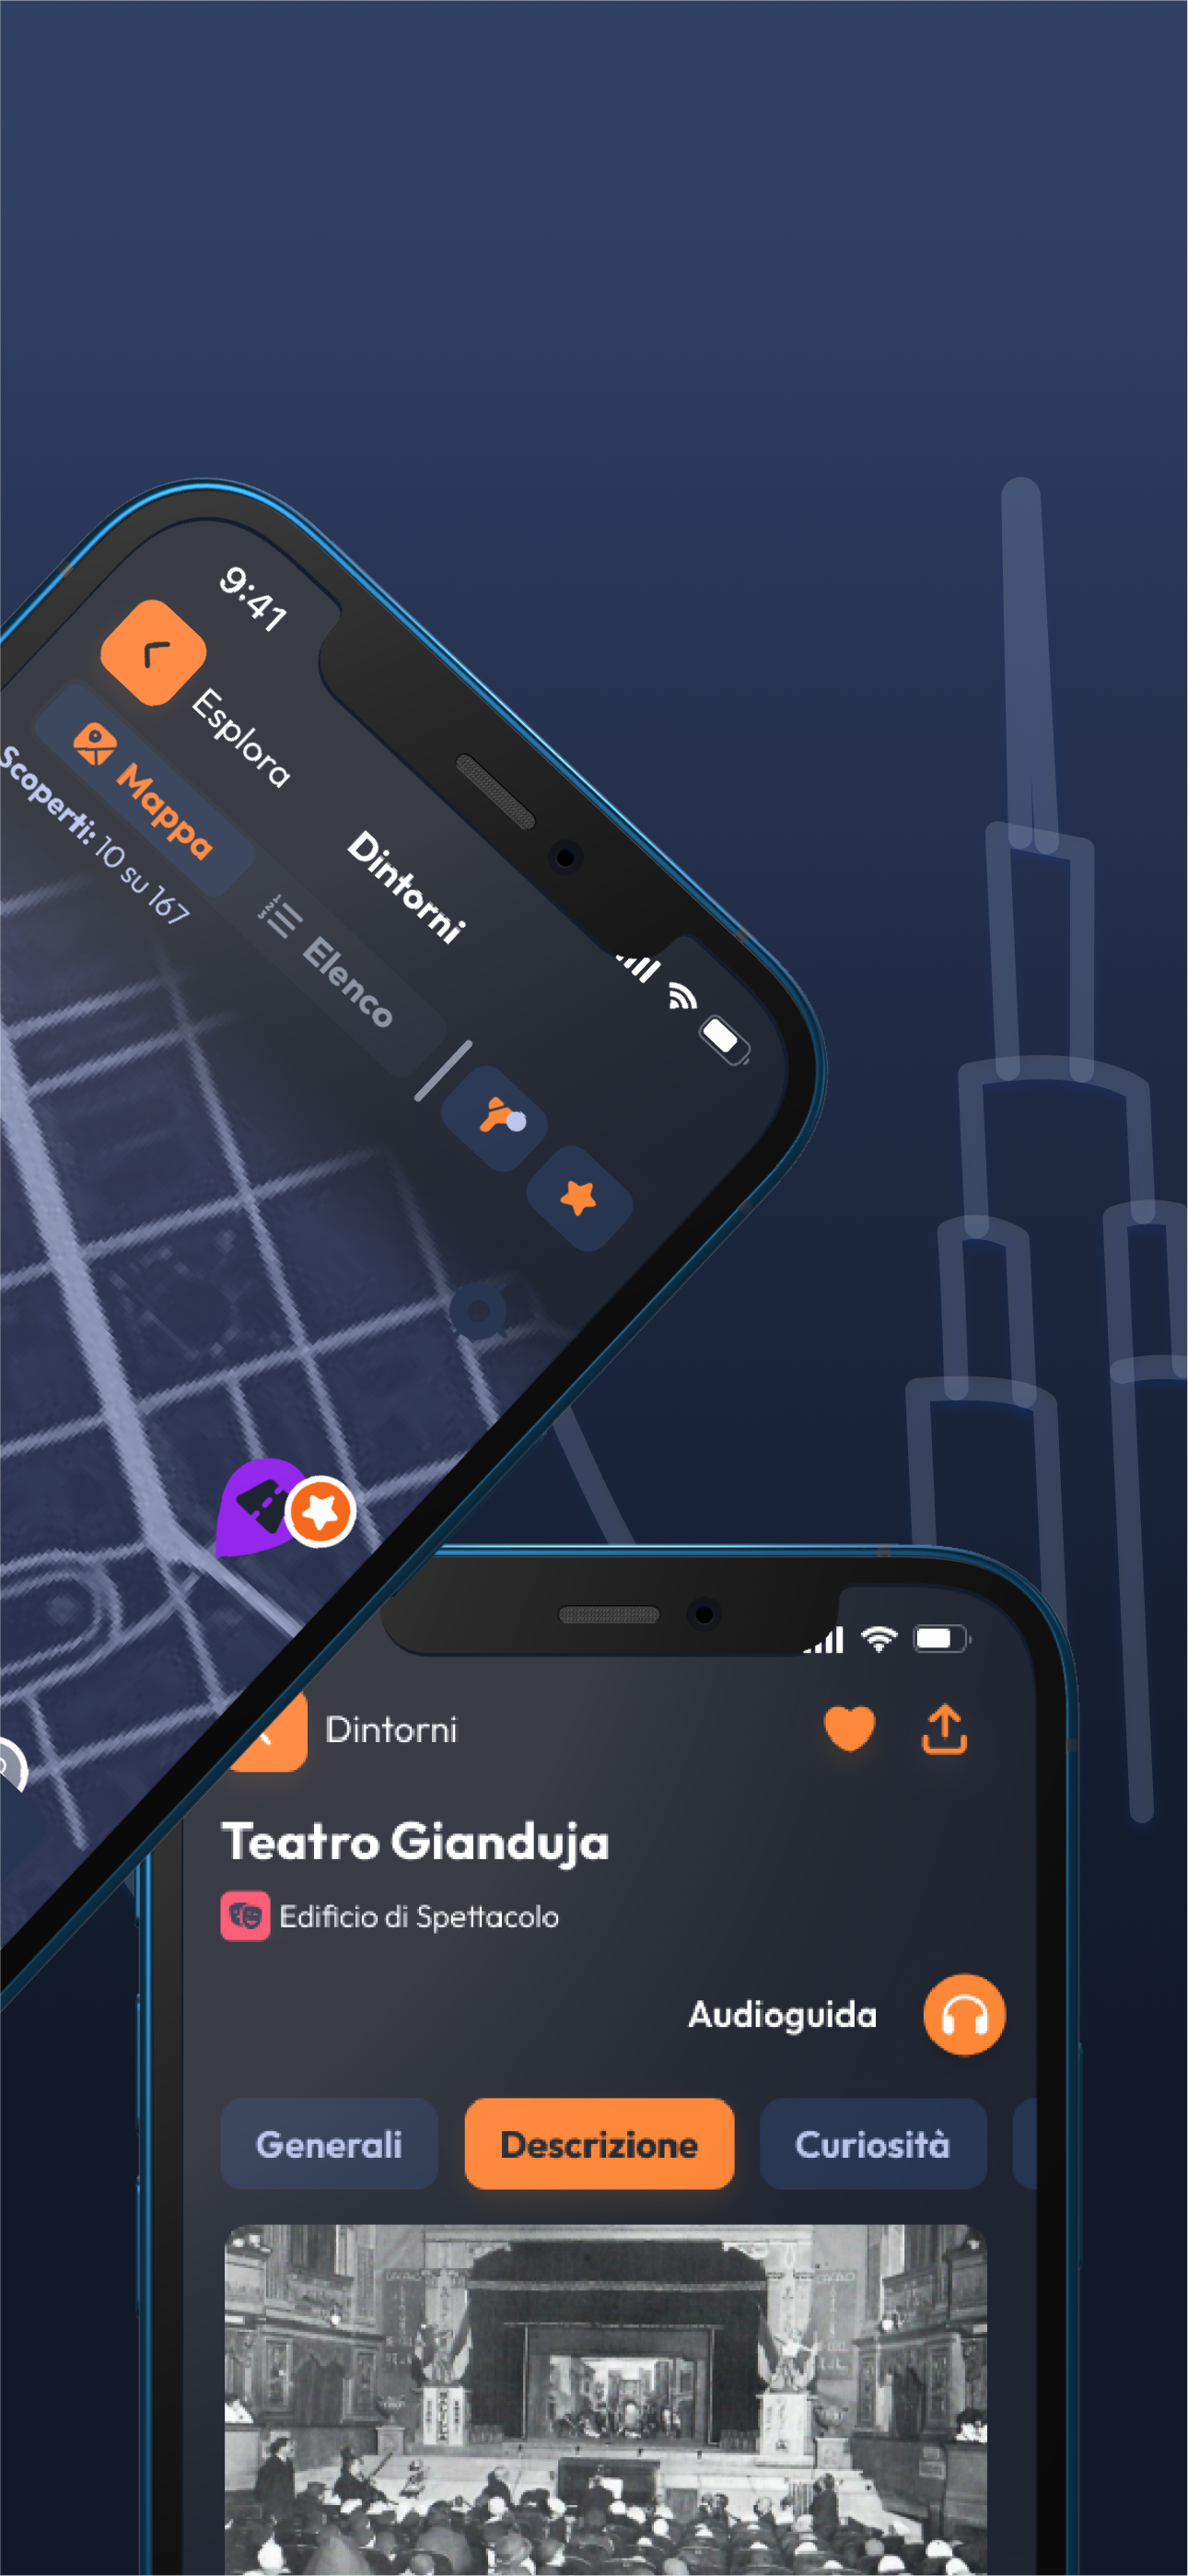 9:41
Esplora
Dintorni
Mappa
Elenco
Scoperti: 10 su 167
Dintorni
Teatro Gianduja
Edificio di Spettacolo
Audioguida
Generali
Descrizione
Curiosità